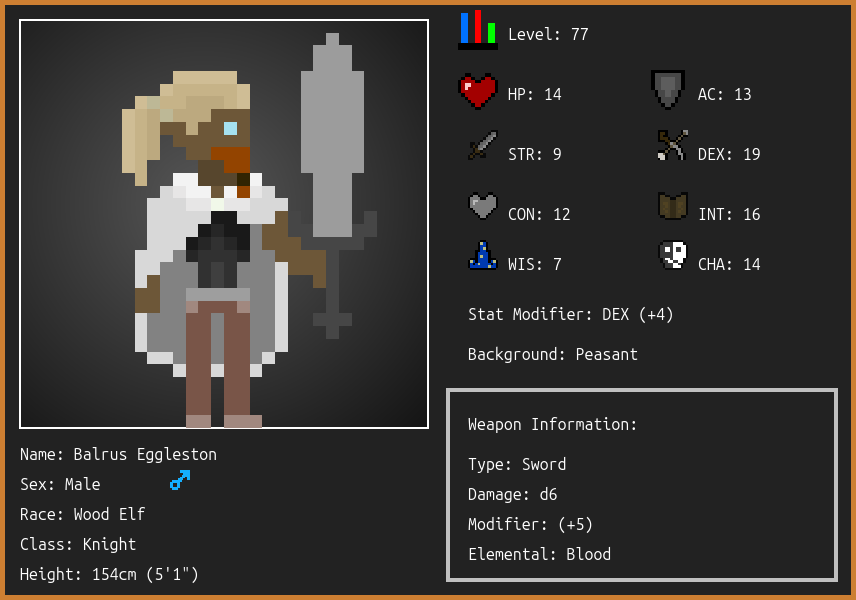 Level: 77
HP: 14
AC: 13
STR: 9
DEX: 19
CON: 12
INT: 16
WIS: 7
CHA: 14
Stat Modifier: DEX (+4)
Background: Peasant
Weapon Information:
Type: Sword
Damage: d6
Modifier: (+5)
Elemental: Blood
Name: Balrus Eggleston
Sex: Male
Race: Wood Elf
Class: Knight
Height: 154cm (5'1")